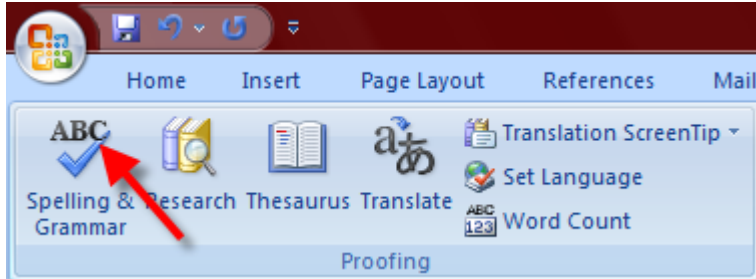 Home Insert Page Layout References Mail
ABC
Translation ScreenTip
Set Language
Spelling & Research Thesaurus Translate
Grammar
ABC
123 Word Count
Proofing